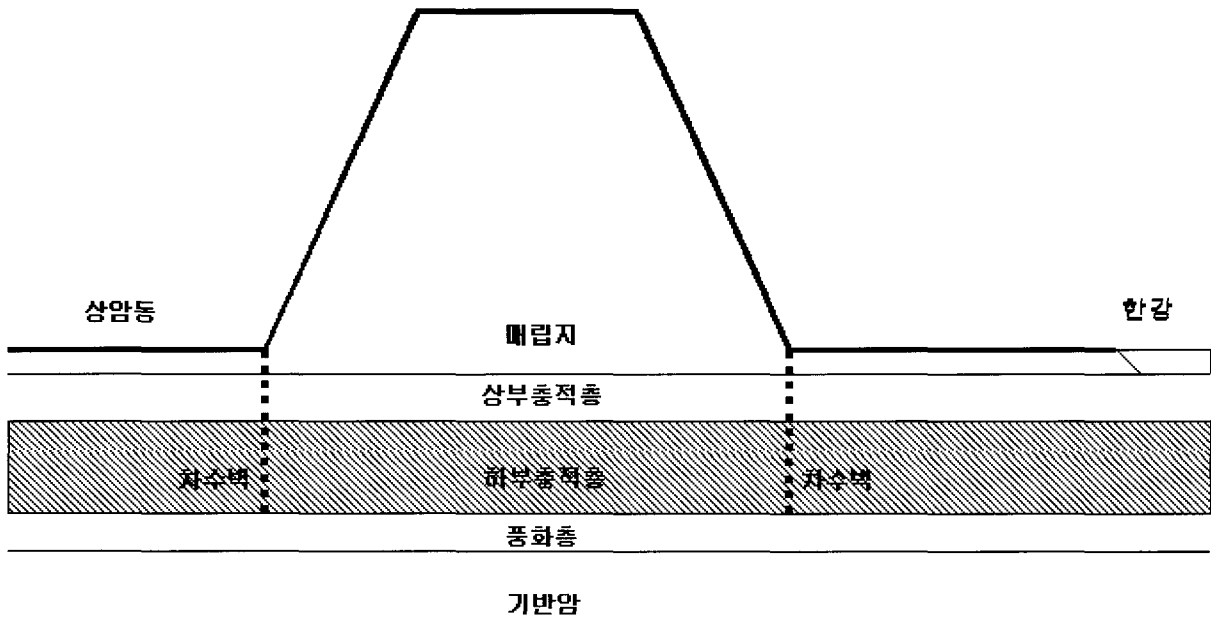 상암동
한강
매립지
상부충적층
차수벽 하부충적층 차수벽
풍화층
기반암